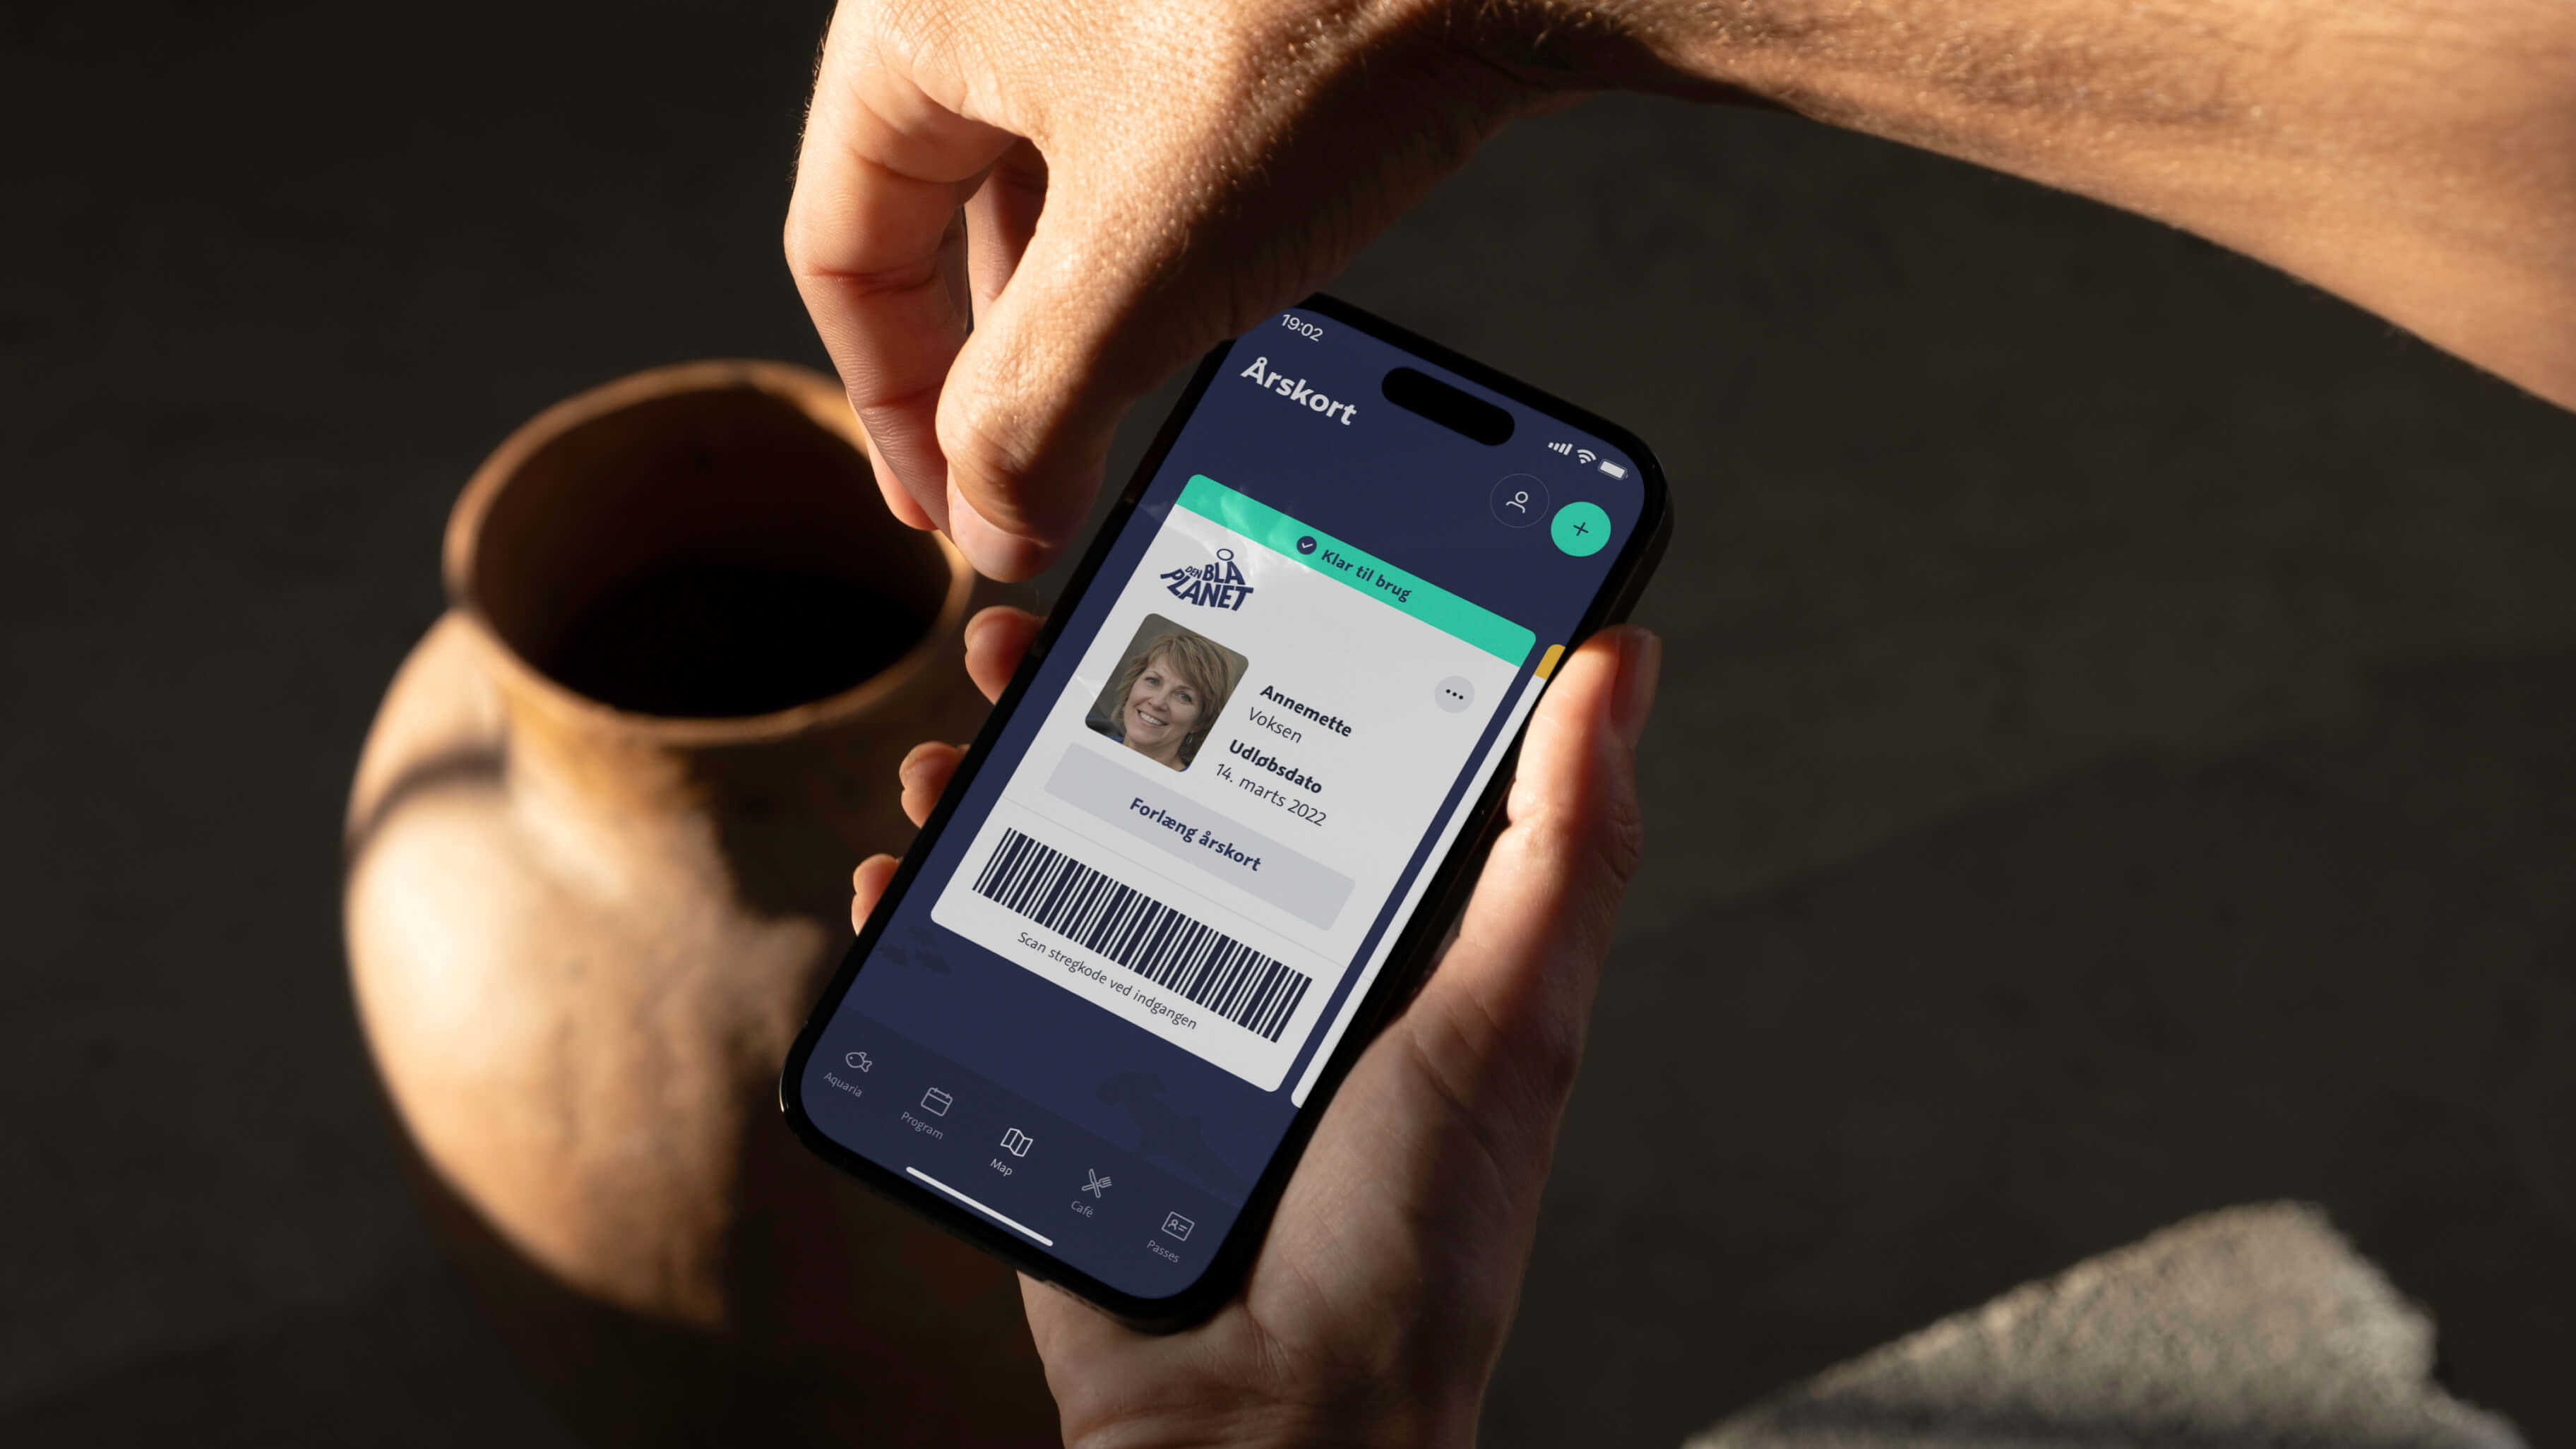 19:02
Årskort
Klar til brug
DEN BLÅ
PLANET
Annemette
Voksen
Udløbsdato
14. marts 2022
Forlæng årskort
Scan stregkode ved indgangen
Aquaria
Program
Map
Café
Passes